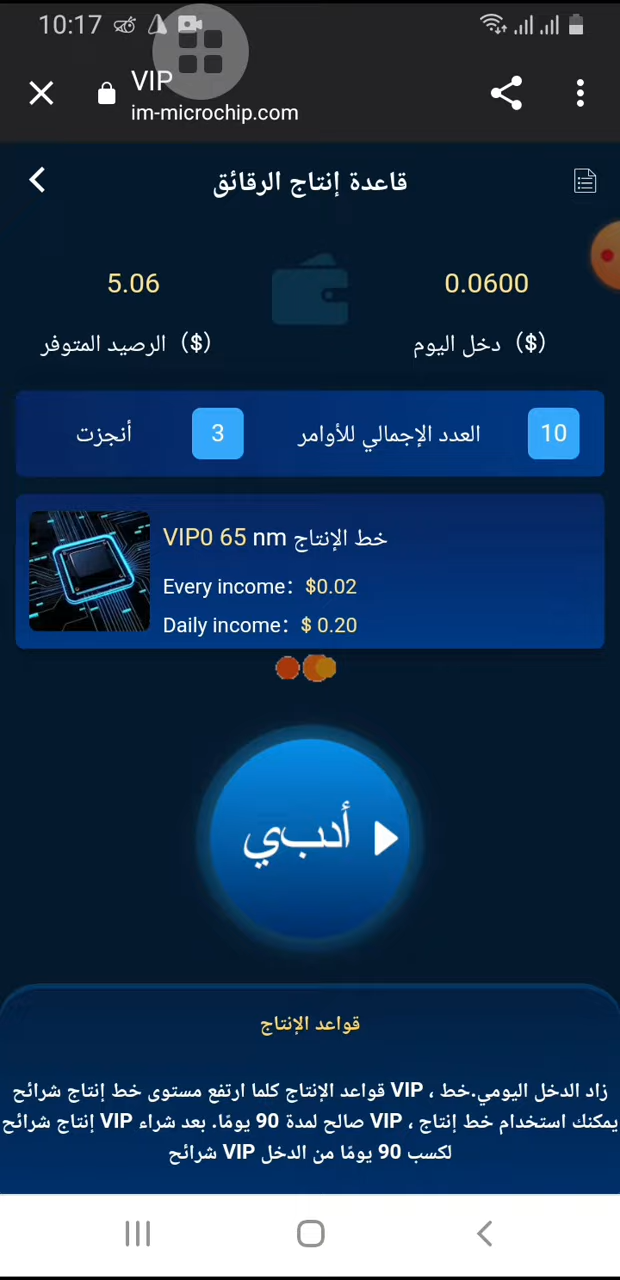 10:17
VIP
im-microchip.com
قاعدة إنتاج الرقائق
5.06
0.0600
الرصيد المتوفر ($)
دخل اليوم ($)
10 العدد الإجمالي للأوامر 3 أنجزت
VIP0 65 nm خط الإنتاج
Every income: $0.02
Daily income: $ 0.20
قواعد الإنتاج
زاد الدخل اليومي.خط ، VIP قواعد الإنتاج كلما ارتفع مستوى خط إنتاج شرائح
يمكنك استخدام خط إنتاج ، VIP صالح لمدة 90 يومًا. بعد شراء VIP إنتاج شرائح
لكسب 90 يومًا من الدخل VIP شرائح